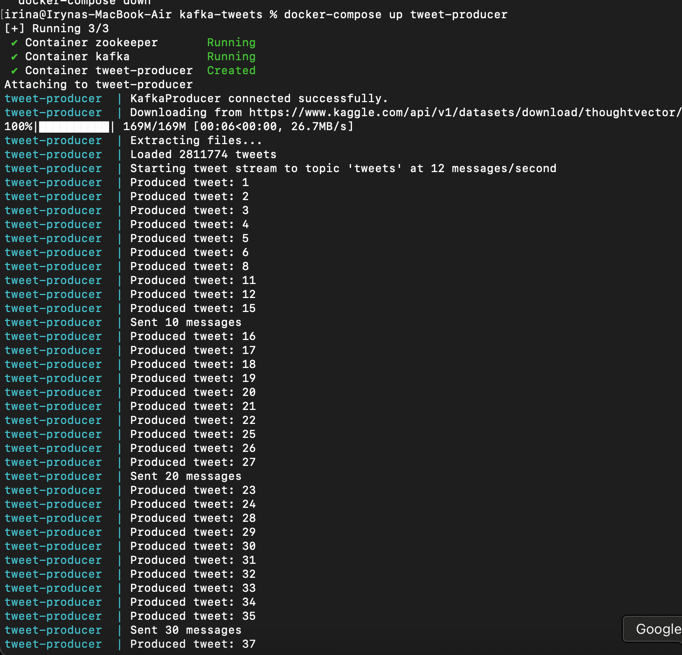 docker-compose down
[irina@Irynas-MacBook-Air kafka-tweets % docker-compose up tweet-producer
[+] Running 3/3
✔ Container zookeeper Running
✔ Container kafka Running
✔ Container tweet-producer Created
Attaching to tweet-producer
tweet-producer | KafkaProducer connected successfully.
tweet-producer | Downloading from https://www.kaggle.com/api/v1/datasets/download/thoughtvector/
100%|██████████| 169M/169M [00:06<00:00, 26.7MB/s]
tweet-producer | Extracting files...
tweet-producer | Loaded 2811774 tweets
tweet-producer | Starting tweet stream to topic 'tweets' at 12 messages/second
tweet-producer | Produced tweet: 1
tweet-producer | Produced tweet: 2
tweet-producer | Produced tweet: 3
tweet-producer | Produced tweet: 4
tweet-producer | Produced tweet: 5
tweet-producer | Produced tweet: 6
tweet-producer | Produced tweet: 8
tweet-producer | Produced tweet: 11
tweet-producer | Produced tweet: 12
tweet-producer | Produced tweet: 15
tweet-producer | Sent 10 messages
tweet-producer | Produced tweet: 16
tweet-producer | Produced tweet: 17
tweet-producer | Produced tweet: 18
tweet-producer | Produced tweet: 19
tweet-producer | Produced tweet: 20
tweet-producer | Produced tweet: 21
tweet-producer | Produced tweet: 22
tweet-producer | Produced tweet: 25
tweet-producer | Produced tweet: 26
tweet-producer | Produced tweet: 27
tweet-producer | Sent 20 messages
tweet-producer | Produced tweet: 23
tweet-producer | Produced tweet: 24
tweet-producer | Produced tweet: 28
tweet-producer | Produced tweet: 29
tweet-producer | Produced tweet: 30
tweet-producer | Produced tweet: 31
tweet-producer | Produced tweet: 32
tweet-producer | Produced tweet: 33
tweet-producer | Produced tweet: 34
tweet-producer | Produced tweet: 35
tweet-producer | Sent 30 messages
tweet-producer | Produced tweet: 37
Google